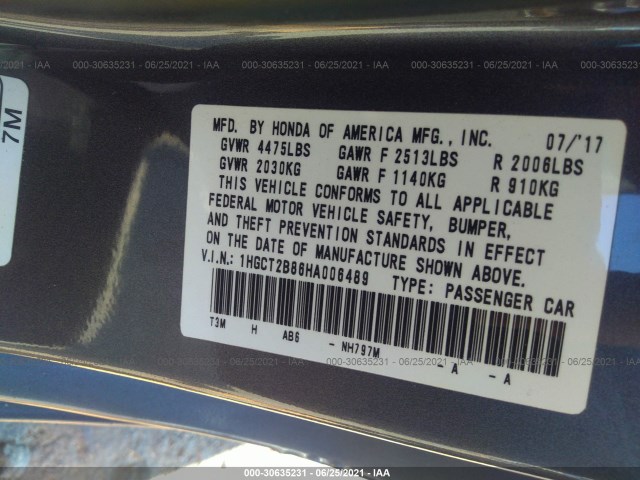 000-30635231 - 06/25/2021 - IAA
7M
MFD. BY HONDA OF AMERICA MFG., INC. 07/'17
GVWR 4475LBS GAWR F 2513LBS R 2006LBS
GVWR 2030KG GAWR F 1140KG R 910KG
THIS VEHICLE CONFORMS TO ALL APPLICABLE
FEDERAL MOTOR VEHICLE SAFETY, BUMPER,
AND THEFT PREVENTION STANDARDS IN EFFECT
ON THE DATE OF MANUFACTURE SHOWN ABOVE.
V.I.N.: 1HGCT2B86HA006489 TYPE: PASSENGER CAR
T3M H AB6 - NH797M - A - A
000-30635231 - 06/25/2021 - IAA